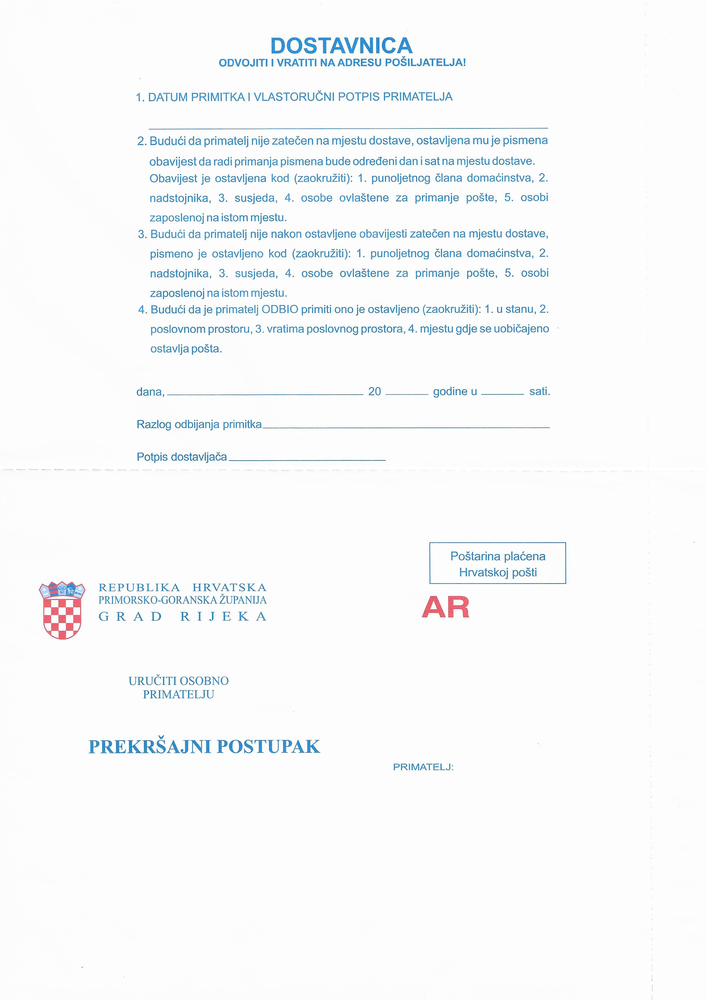 DOSTAVNICA
ODVOJITI I VRATITI NA ADRESU POŠILJATELJA!
1. DATUM PRIMITKA I VLASTORUČNI POTPIS PRIMATELJA
2. Budući da primatelj nije zatečen na mjestu dostave, ostavljena mu je pismena
obavijest da radi primanja pismena bude određeni dan i sat na mjestu dostave.
Obavijest je ostavljena kod (zaokružiti): 1. punoljetnog člana domaćinstva, 2.
nadstojnika, 3. susjeda, 4. osobe ovlaštene za primanje pošte, 5. osobi
zaposlenoj na istom mjestu.
3. Budući da primatelj nije nakon ostavljene obavijesti zatečen na mjestu dostave,
pismeno je ostavljeno kod (zaokružiti): 1. punoljetnog člana domaćinstva, 2.
nadstojnika, 3. susjeda, 4. osobe ovlaštene za primanje pošte, 5. osobi
zaposlenoj na istom mjestu.
4. Budući da je primatelj ODBIO primiti ono je ostavljeno (zaokružiti): 1. u stanu, 2.
poslovnom prostoru, 3. vratima poslovnog prostora, 4. mjestu gdje se uobičajeno
ostavlja pošta.
dana, 20 godine u sati.
Razlog odbijanja primitka
Potpis dostavljača
Poštarina plaćena
Hrvatskoj pošti
AR
REPUBLIKA HRVATSKA
PRIMORSKO-GORANSKA ŽUPANIJA
GRAD RIJEKA
URUČITI OSOBNO
PRIMATELJU
PREKRŠAJNI POSTUPAK
PRIMATELJ: